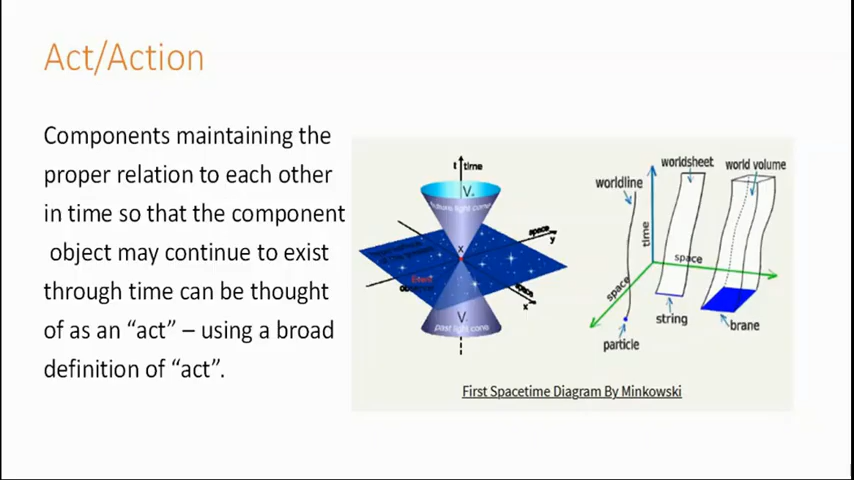 Act/Action
Components maintaining the
proper relation to each other
in time so that the component
object may continue to exist
through time can be thought
of as an “act” – using a broad
definition of “act”.
t time
V₊
future light cone
space
y
x
space
x
V
past light cone
worldline
worldsheet
world volume
time
space
space
particle
string
brane
First Spacetime Diagram By Minkowski